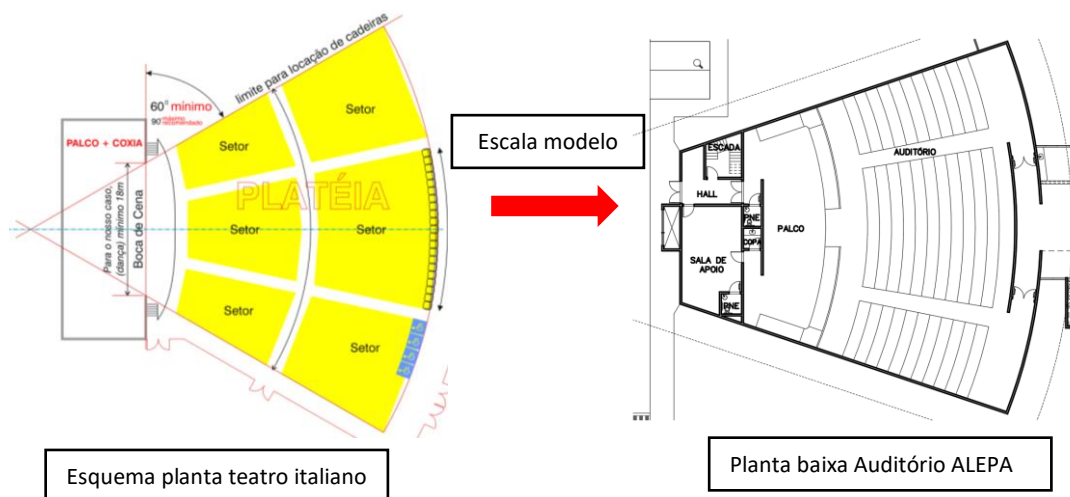 60° mínimo
90° máximo
recomendado
limite para locação de cadeiras
PALCO + COXIA
Para o nosso caso,
(dança) mínimo 18m
Boca de Cena
Setor
Setor
PLATÉIA
Setor
Setor
Setor
Setor
Escala modelo
ESCADA
HALL
AUDITÓRIO
PNE
COPA
PALCO
SALA DE
APOIO
PNE
Esquema planta teatro italiano
Planta baixa Auditório ALEPA